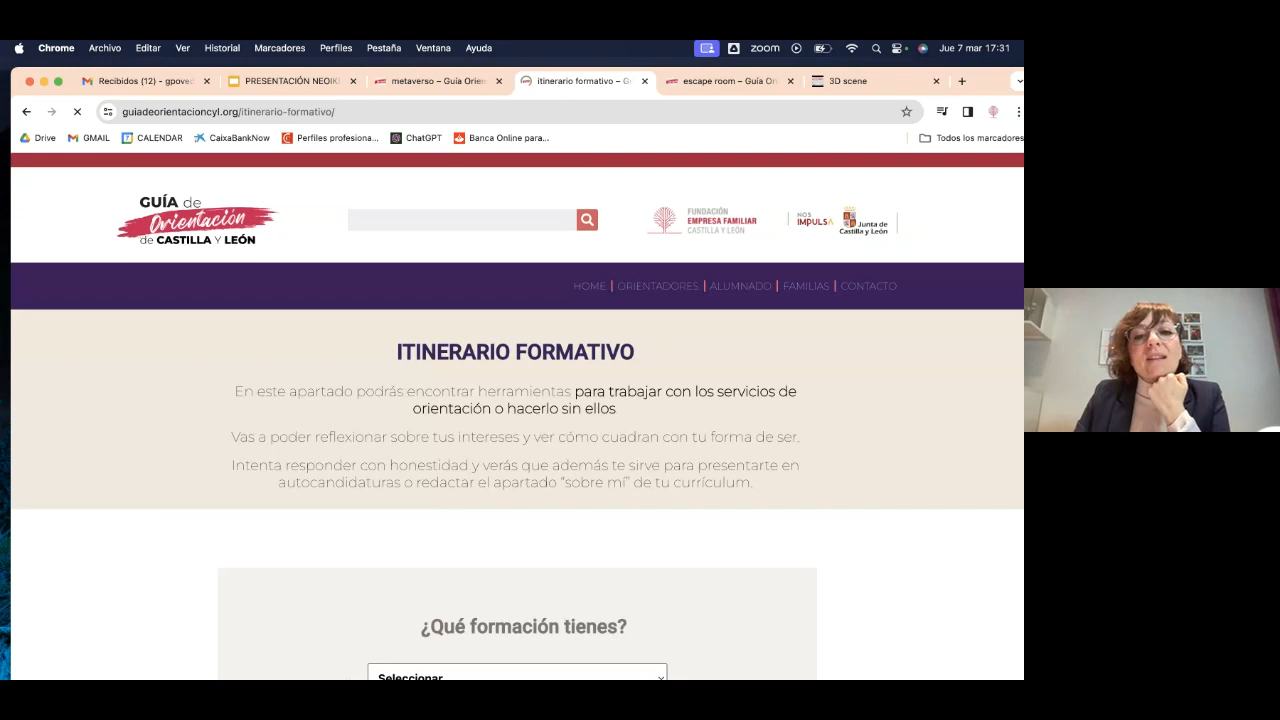 Chrome Archivo Editar Ver Historial Marcadores Perfiles Pestaña Ventana Ayuda zoom Jue 7 mar 17:31
Recibidos (12) - gpoved PRESENTACIÓN NEOIK metaverso – Guía Orien itinerario formativo – G escape room – Guía Ori 3D scene
guiadeorientacioncyl.org/itinerario-formativo/
Drive GMAIL CALENDAR CaixaBankNow Perfiles profesiona... ChatGPT Banca Online para... Todos los marcadores
GUÍA de
Orientación
de CASTILLA Y LEÓN
FUNDACIÓN
EMPRESA FAMILIAR
CASTILLA Y LEÓN
NOS
IMPULSA
Junta de
Castilla y León
HOME | ORIENTADORES | ALUMNADO | FAMILIAS | CONTACTO
ITINERARIO FORMATIVO
En este apartado podrás encontrar herramientas para trabajar con los servicios de
orientación o hacerlo sin ellos
Vas a poder reflexionar sobre tus intereses y ver cómo cuadran con tu forma de ser.
Intenta responder con honestidad y verás que además te sirve para presentarte en
autocandidaturas o redactar el apartado “sobre mí” de tu currículum.
¿Qué formación tienes?
Seleccionar